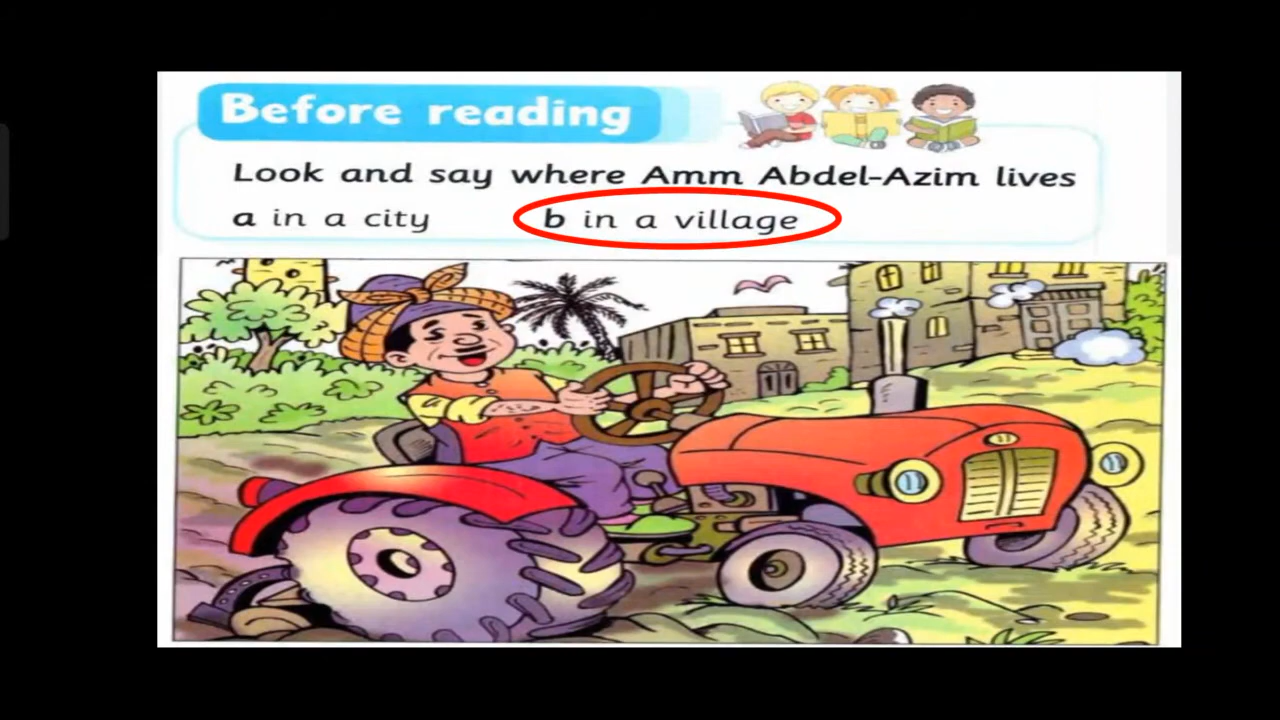 Before reading
Look and say where Amm Abdel-Azim lives
a in a city b in a village